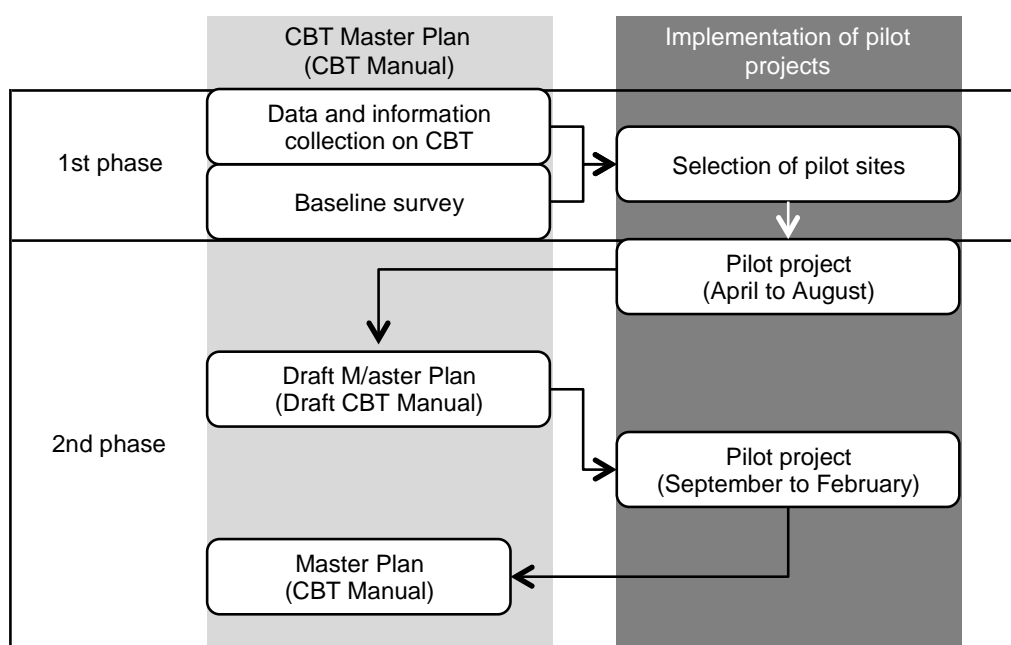 CBT Master Plan
(CBT Manual)
Implementation of pilot
projects
1st phase
Data and information
collection on CBT
Baseline survey
Selection of pilot sites
2nd phase
Pilot project
(April to August)
Draft M/aster Plan
(Draft CBT Manual)
Pilot project
(September to February)
Master Plan
(CBT Manual)